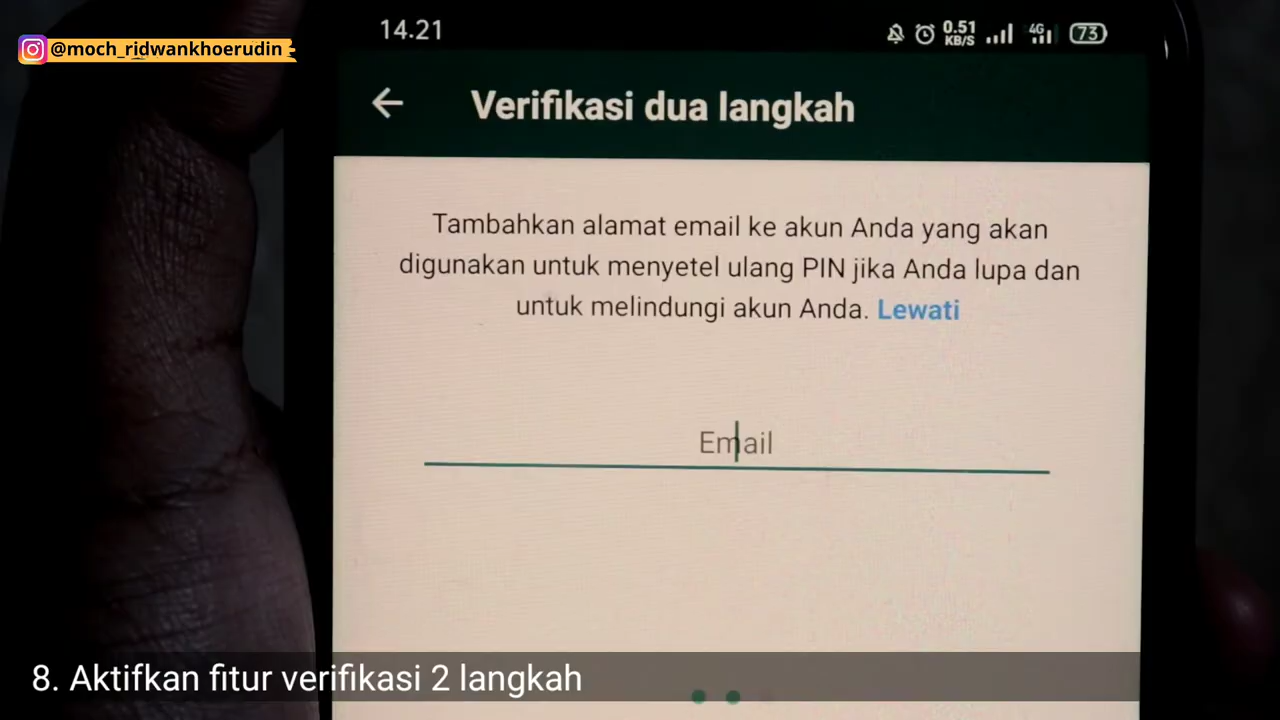 14.21
0.51
KB/S
4G
73
@moch_ridwankhoerudin
Verifikasi dua langkah
Tambahkan alamat email ke akun Anda yang akan
digunakan untuk menyetel ulang PIN jika Anda lupa dan
untuk melindungi akun Anda. Lewati
Email
8. Aktifkan fitur verifikasi 2 langkah